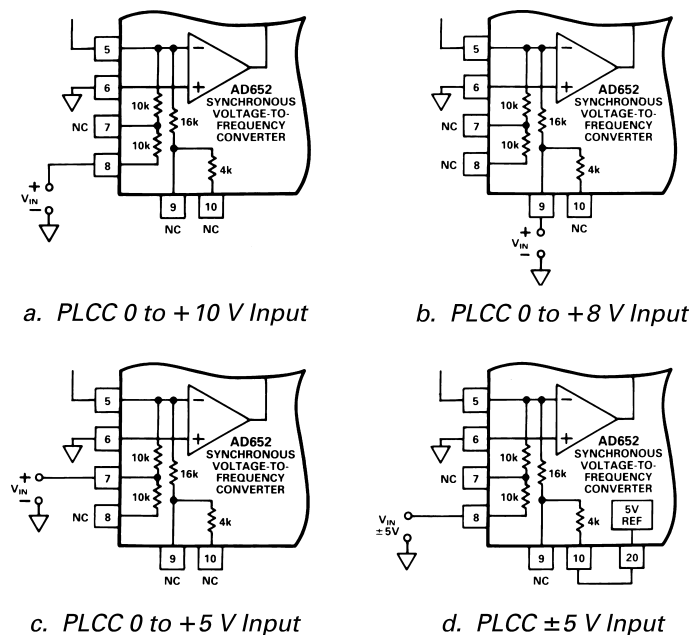 5
6
10k
NC 7
10k
8
16k
4k
AD652
SYNCHRONOUS
VOLTAGE-TO-
FREQUENCY
CONVERTER
+
VIN
−
−
+
9
10
NC
NC
a. PLCC 0 to +10 V Input
5
6
10k
NC 7
10k
NC 8
16k
4k
AD652
SYNCHRONOUS
VOLTAGE-TO-
FREQUENCY
CONVERTER
−
+
9
10
NC
+
VIN
−
b. PLCC 0 to +8 V Input
5
6
10k
7
10k
NC 8
16k
4k
AD652
SYNCHRONOUS
VOLTAGE-TO-
FREQUENCY
CONVERTER
+
VIN
−
−
+
9
10
NC
NC
c. PLCC 0 to +5 V Input
5
6
10k
NC 7
10k
8
16k
4k
AD652
SYNCHRONOUS
VOLTAGE-TO-
FREQUENCY
CONVERTER
5V
REF
−
+
VIN
±5V
9
10
20
NC
d. PLCC ±5 V Input